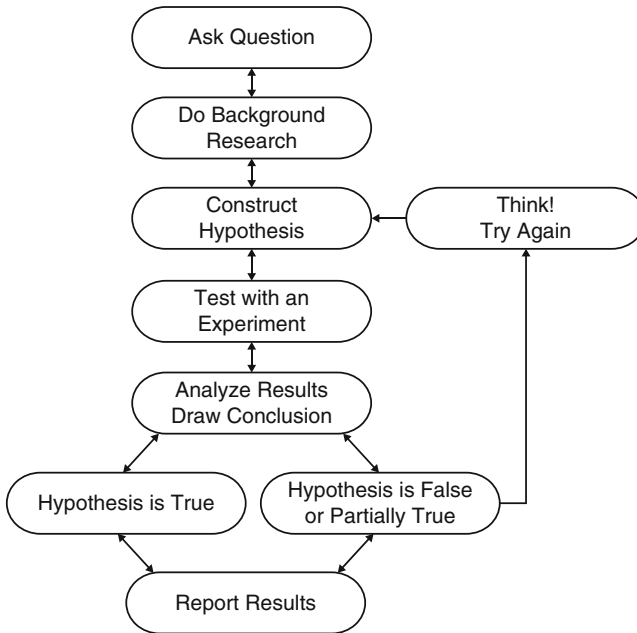 Ask Question
Do Background
Research
Construct
Hypothesis
Think!
Try Again
Test with an
Experiment
Analyze Results
Draw Conclusion
Hypothesis is True
Hypothesis is False
or Partially True
Report Results